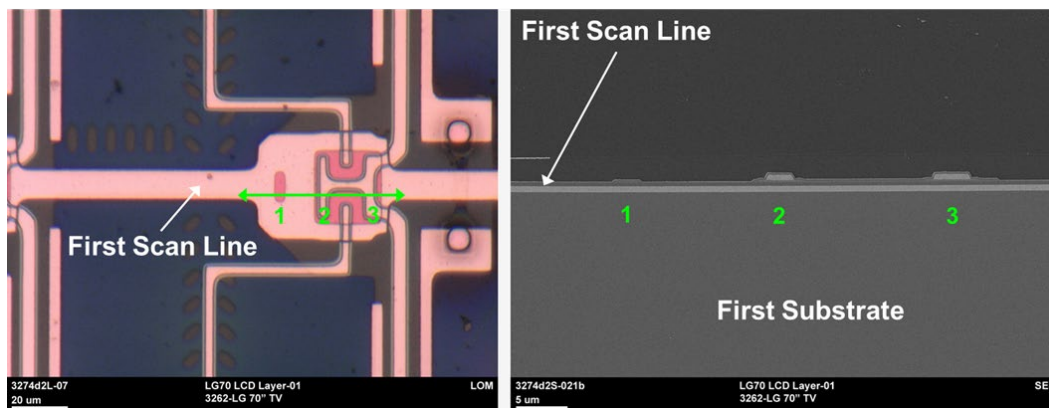 First Scan Line
1
2
3
3274d2L-07
LG70 LCD Layer-01
LOM
20 um
3262-LG 70" TV
First Scan Line
1
2
3
First Substrate
3274d2S-021b
LG70 LCD Layer-01
SE
5 um
3262-LG 70" TV